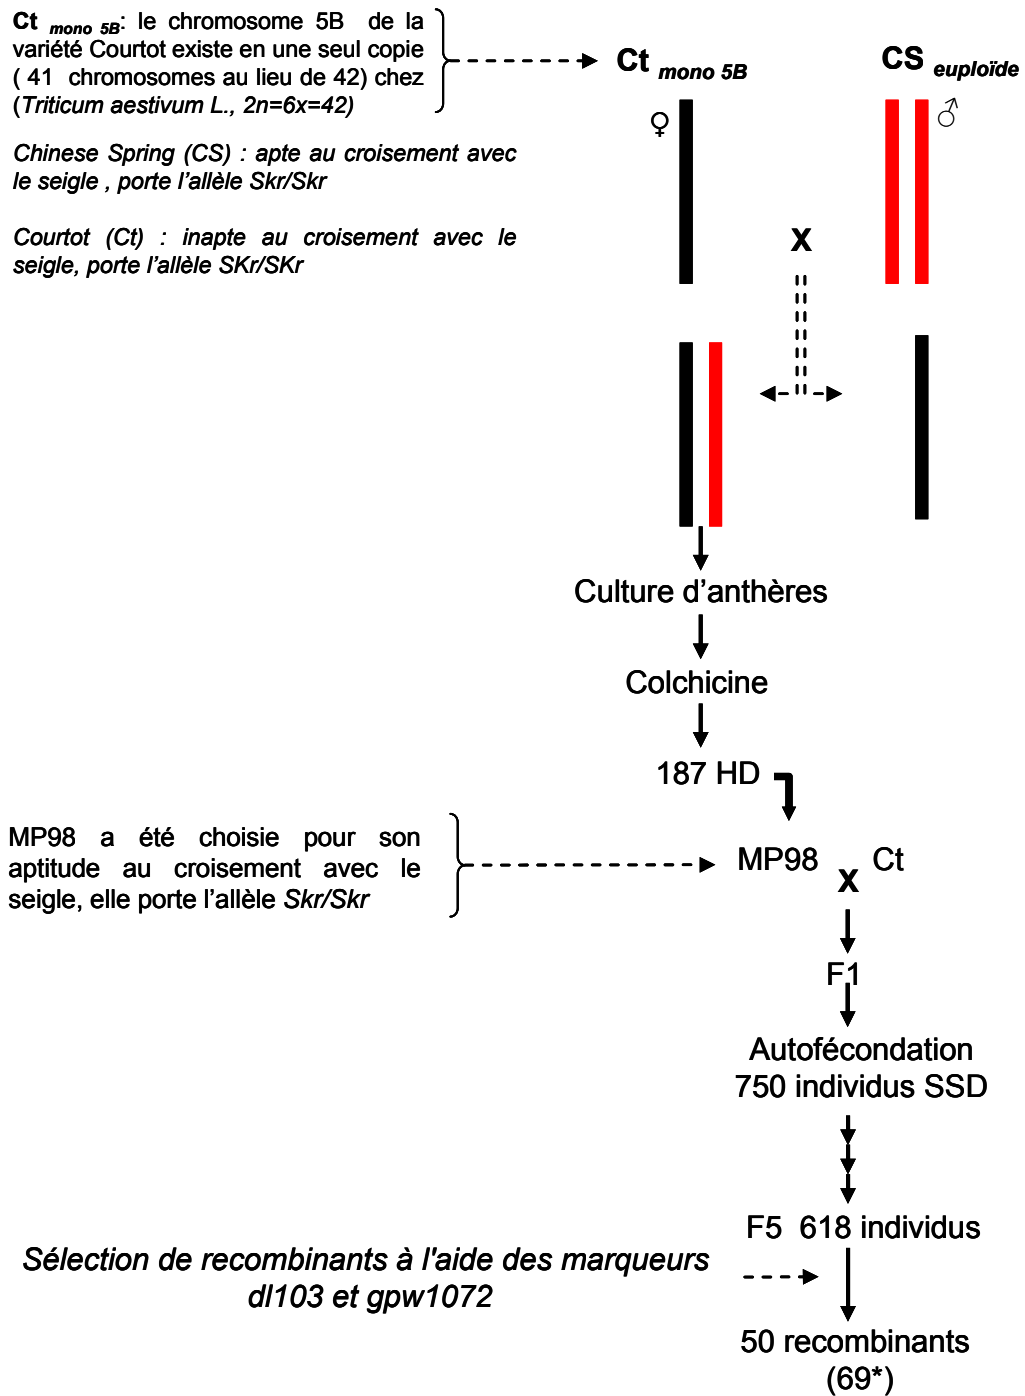 Ct mono 5B: le chromosome 5B de la
variété Courtot existe en une seul copie
( 41 chromosomes au lieu de 42) chez
(Triticum aestivum L., 2n=6x=42)
Ct mono 5B
CS euploïde
♀
♂
Chinese Spring (CS) : apte au croisement avec
le seigle , porte l'allèle Skr/Skr
Courtot (Ct) : inapte au croisement avec le
seigle, porte l'allèle SKr/SKr
X
Culture d'anthères
Colchicine
187 HD
MP98 a été choisie pour son
aptitude au croisement avec le
seigle, elle porte l'allèle Skr/Skr
MP98 X Ct
F1
Autofécondation
750 individus SSD
F5 618 individus
Sélection de recombinants à l'aide des marqueurs
dl103 et gpw1072
50 recombinants
(69*)